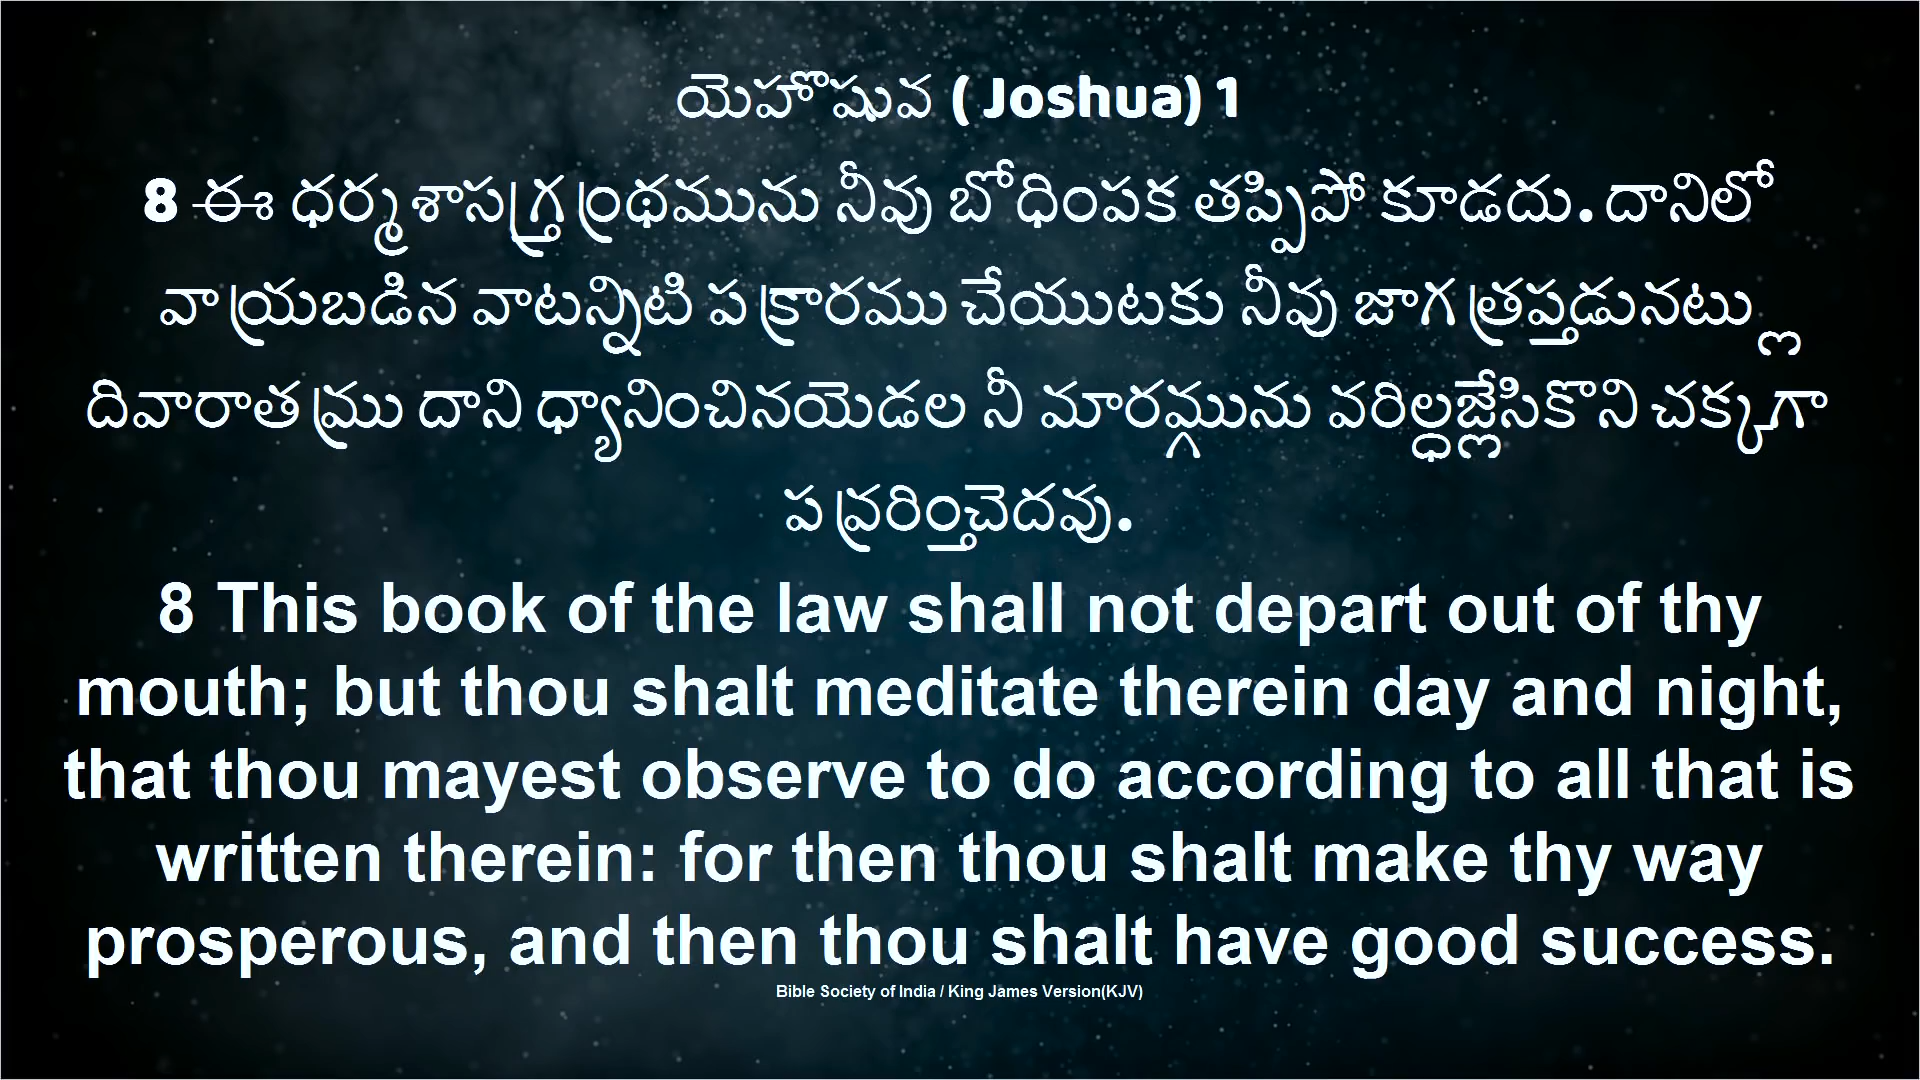 యెహొషువ ( Joshua) 1
8 ఈ ధర్మశాస్త్రగ్రంథమును నీవు బోధింపక తప్పిపో కూడదు. దానిలో
వ్రాయబడిన వాటన్నిటి ప్రకారము చేయుటకు నీవు జాగ్రత్తపడునట్లు
దివారాత్రము దాని ధ్యానించినయెడల నీ మార్గమును వర్ధిల్లజేసికొని చక్కగా
ప్రవర్తించెదవు.
8 This book of the law shall not depart out of thy
mouth; but thou shalt meditate therein day and night,
that thou mayest observe to do according to all that is
written therein: for then thou shalt make thy way
prosperous, and then thou shalt have good success.
Bible Society of India / King James Version(KJV)